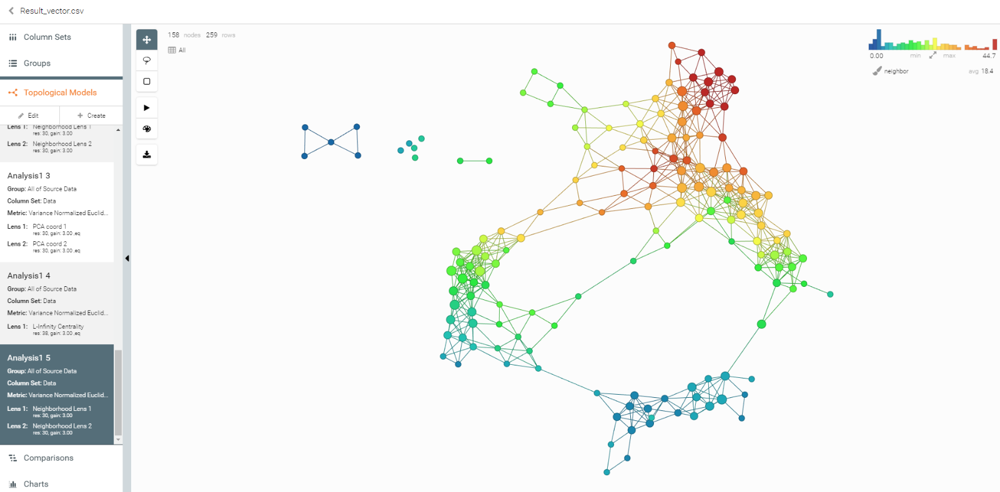 Result_vector.csv
Column Sets
Groups
Topological Models
Edit
Create
Lens 1: Neighborhood Lens 1
res: 30, gain: 3.00
Lens 2: Neighborhood Lens 2
res: 30, gain: 3.00
Analysis1 3
Group: All of Source Data
Column Set: Data
Metric: Variance Normalized Euclid...
Lens 1: PCA coord 1
res: 30, gain: 3.00 ,eq
Lens 2: PCA coord 2
res: 30, gain: 3.00 ,eq
Analysis1 4
Group: All of Source Data
Column Set: Data
Metric: Variance Normalized Euclid...
Lens 1: L-Infinity Centrality
res: 38, gain: 3.00 ,eq
Analysis1 5
Group: All of Source Data
Column Set: Data
Metric: Variance Normalized Euclid...
Lens 1: Neighborhood Lens 1
res: 30, gain: 3.00
Lens 2: Neighborhood Lens 2
res: 30, gain: 3.00
Comparisons
Charts
158 nodes 259 rows
All
0.00 min max 44.7
neighbor avg 18.4